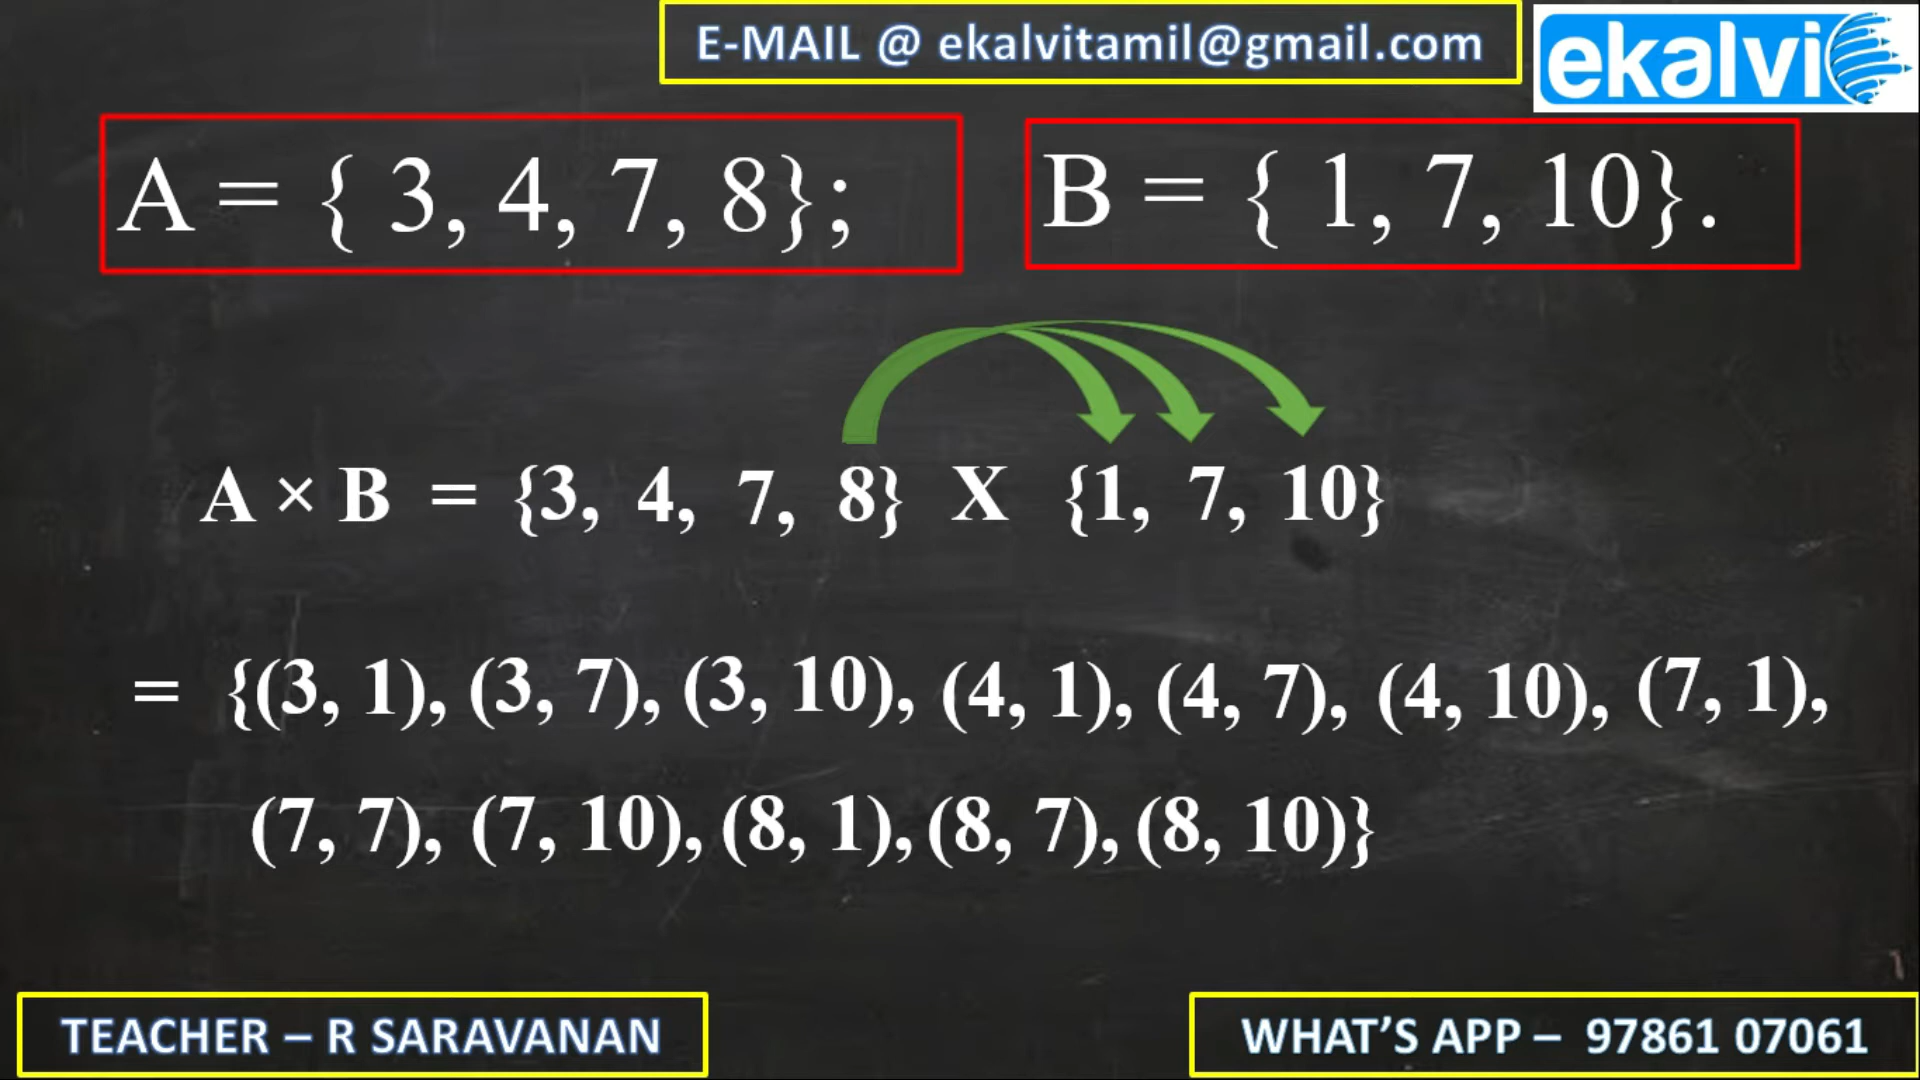 E-MAIL @ ekalvitamil@gmail.com
ekalvi
A = { 3, 4, 7, 8};
B = { 1, 7, 10}.
A × B = {3, 4, 7, 8} X {1, 7, 10}
= {(3, 1), (3, 7), (3, 10), (4, 1), (4, 7), (4, 10), (7, 1),
(7, 7), (7, 10), (8, 1), (8, 7), (8, 10)}
TEACHER – R SARAVANAN
WHAT’S APP – 97861 07061